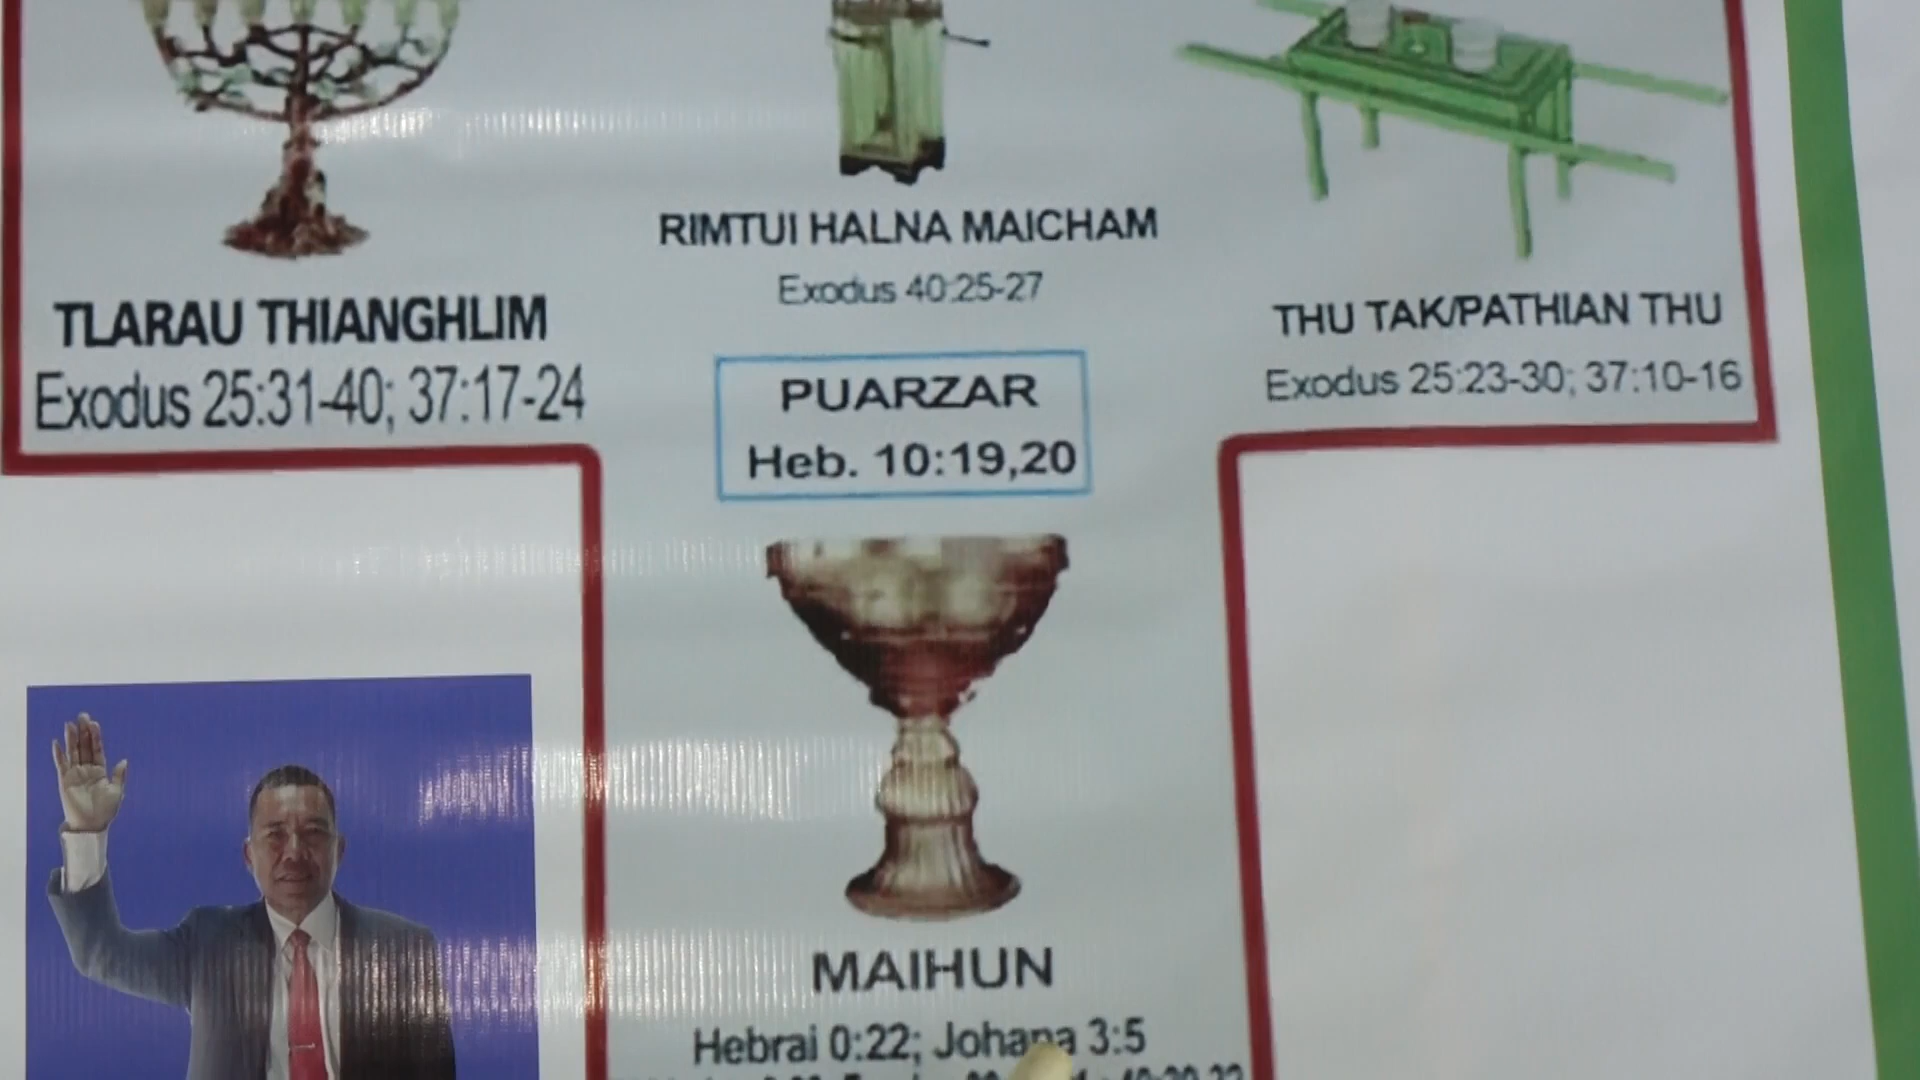 RIMTUI HALNA MAICHAM
Exodus 40:25-27
TLARAU THIANGHLIM
Exodus 25:31-40; 37:17-24
THU TAK/PATHIAN THU
Exodus 25:23-30; 37:10-16
PUARZAR
Heb. 10:19,20
MAIHUN
Hebrai 0:22; Johana 3:5